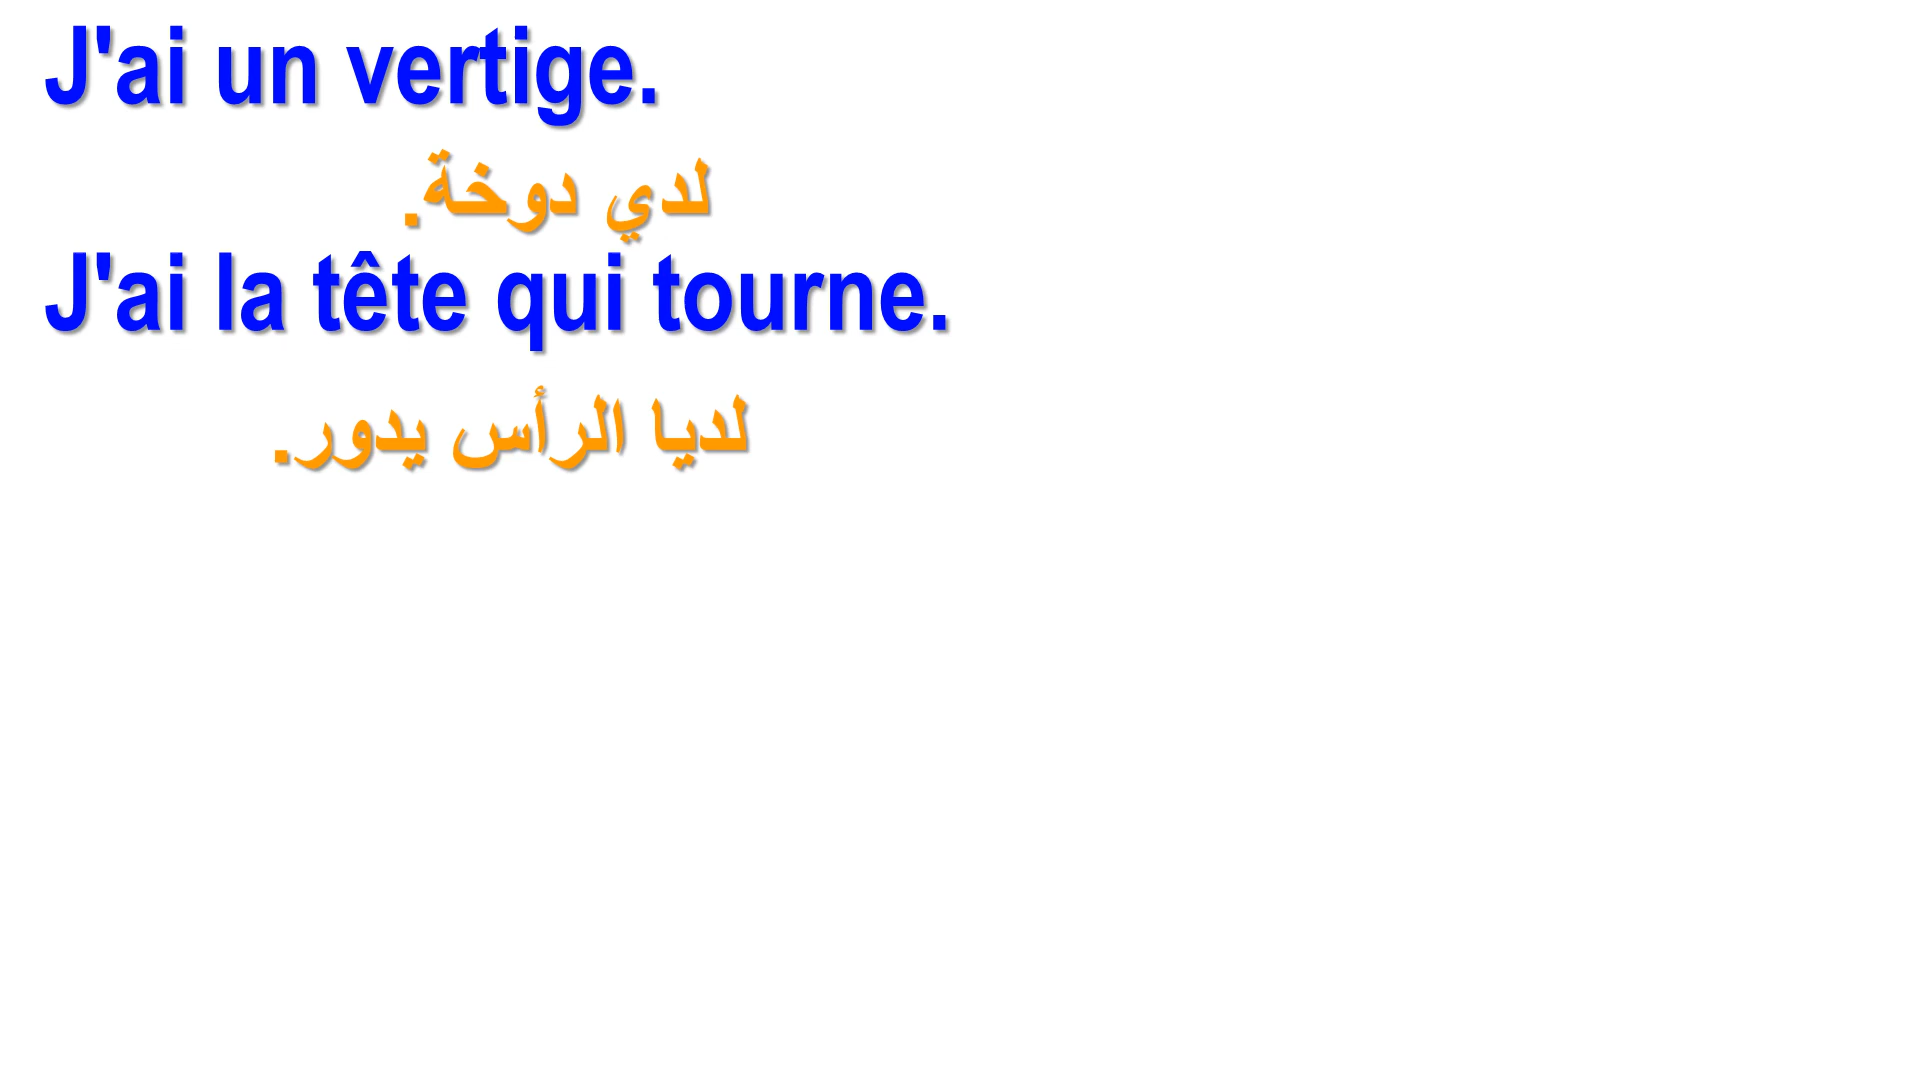 J'ai un vertige.
لدي دوخة.
J'ai la tête qui tourne.
لديا الرأس يدور.